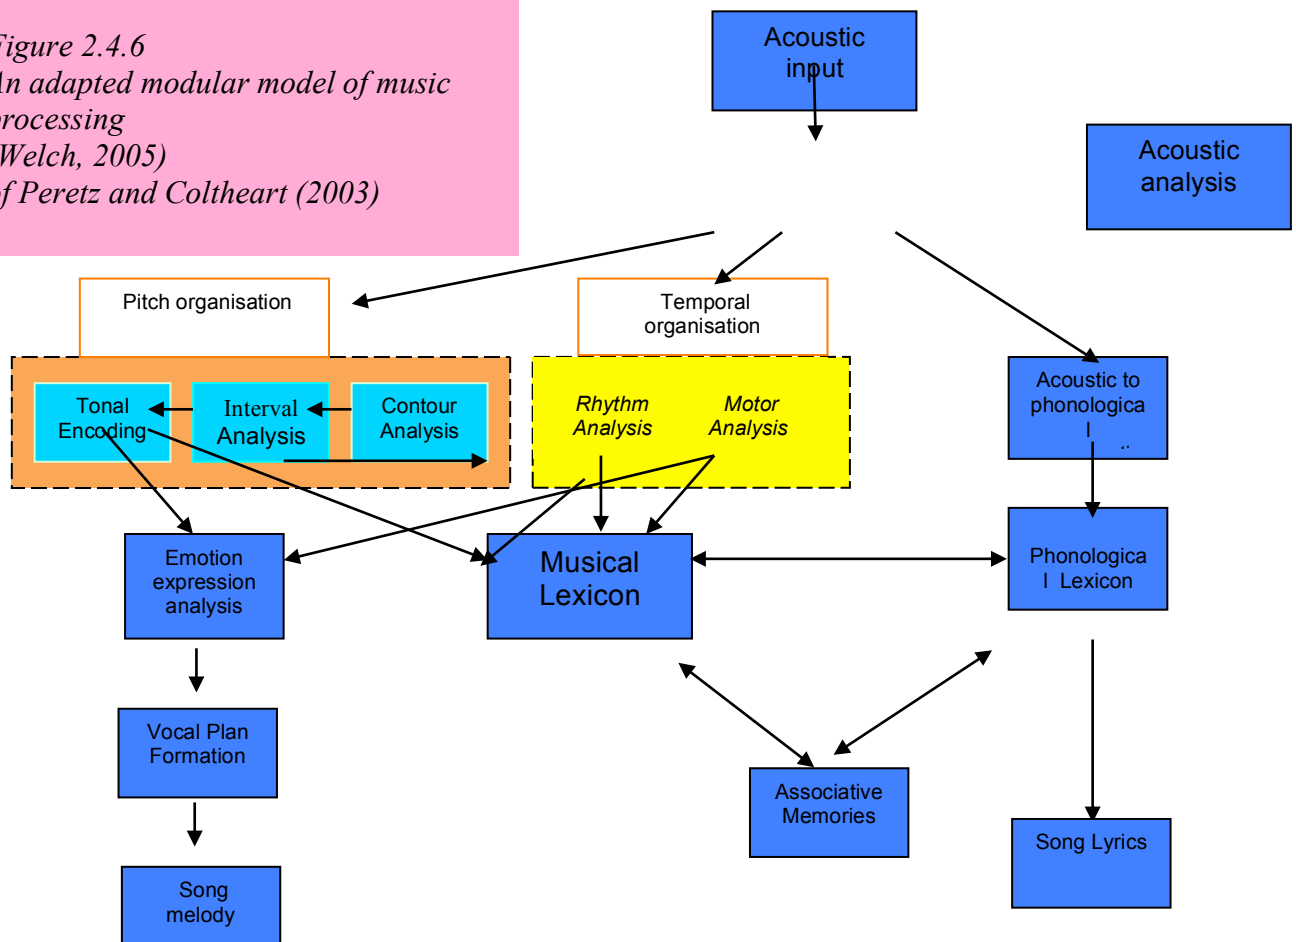 igure 2.4.6
n adapted modular model of music
rocessing
Welch, 2005)
f Peretz and Coltheart (2003)
Acoustic
input
Acoustic
analysis
Pitch organisation
Temporal
organisation
Tonal
Encoding
Interval
Analysis
Contour
Analysis
Rhythm
Analysis
Motor
Analysis
Acoustic to
phonologica
l
Emotion
expression
analysis
Musical
Lexicon
Phonologica
l Lexicon
Vocal Plan
Formation
Associative
Memories
Song Lyrics
Song
melody